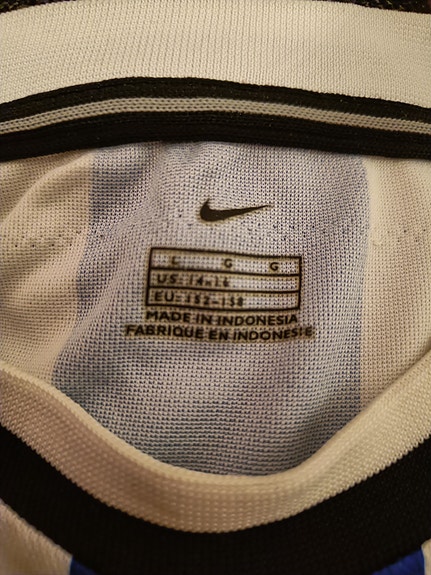 L G G
US: 14-16
EU: 152-158
MADE IN INDONESIA
FABRIQUE EN INDONESIE